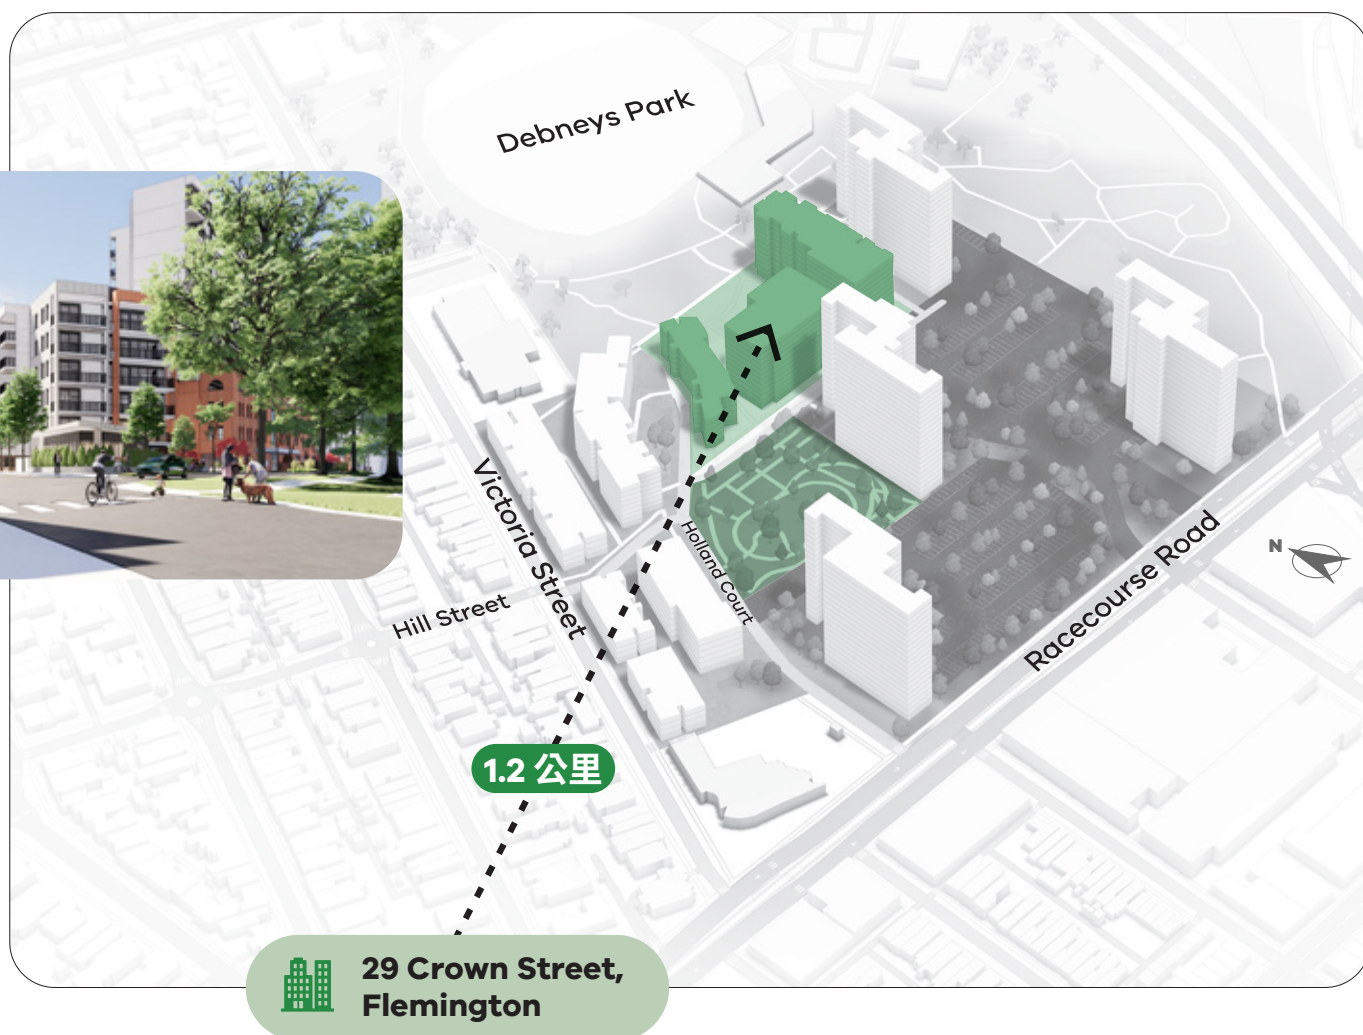 Debneys Park
Victoria Street
Holland Court
Hill Street
Racecourse Road
N
1.2 公里
29 Crown Street,
Flemington